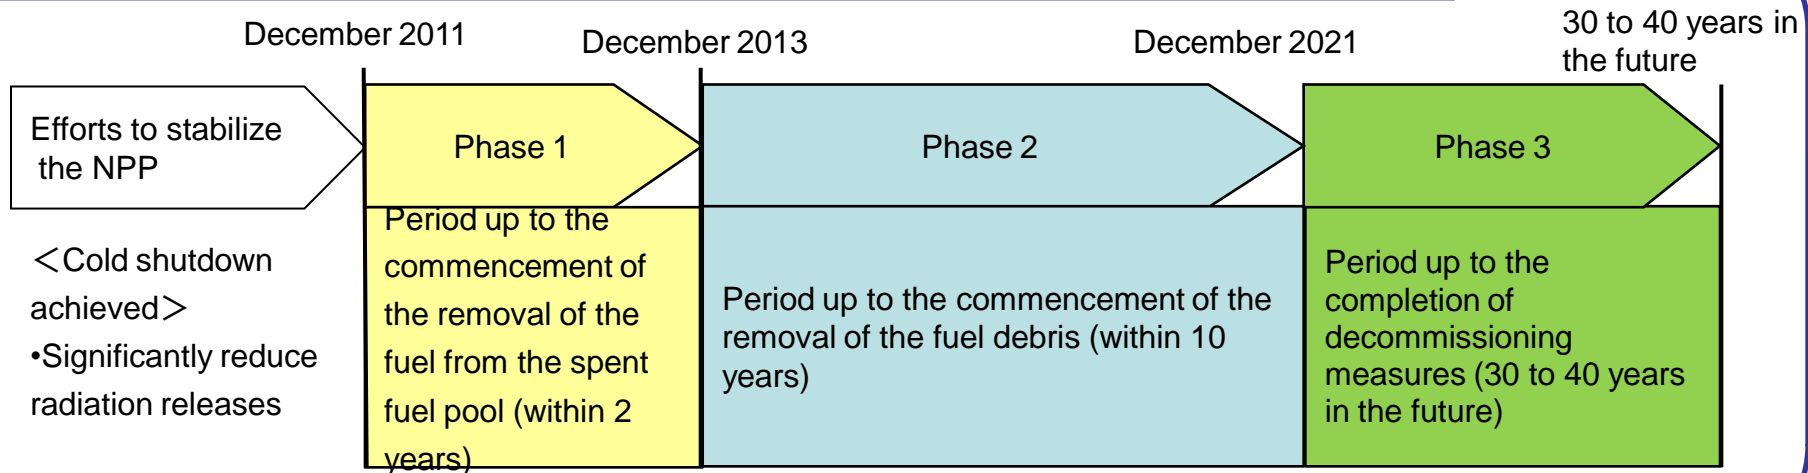 December 2011
December 2013
December 2021
30 to 40 years in
the future
Efforts to stabilize
the NPP
Phase 1
Phase 2
Phase 3
＜Cold shutdown
achieved＞
•Significantly reduce
radiation releases
Period up to the
commencement of
the removal of the
fuel from the spent
fuel pool (within 2
years)
Period up to the commencement of the
removal of the fuel debris (within 10
years)
Period up to the
completion of
decommissioning
measures (30 to 40 years
in the future)